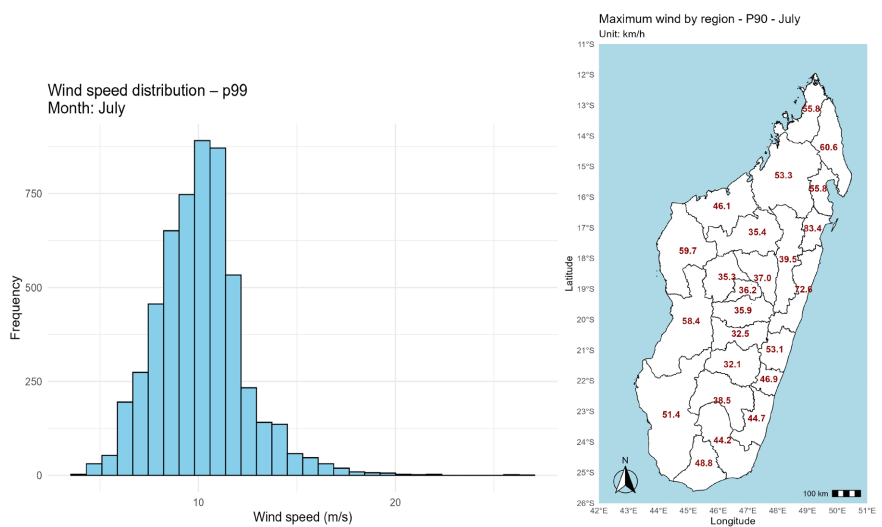 Wind speed distribution – p99
Month: July
750
500
250
0
10
20
Frequency
Wind speed (m/s)
Maximum wind by region - P90 - July
Unit: km/h
11°S
12°S
13°S
14°S
15°S
16°S
17°S
18°S
19°S
20°S
21°S
22°S
23°S
24°S
25°S
26°S
Latitude
55.8
60.6
53.3
55.8
46.1
35.4
83.4
59.7
39.5
35.3
37.0
36.2
72.6
35.9
58.4
32.5
53.1
32.1
46.9
38.5
51.4
44.7
44.2
48.8
N
100 km
42°E
43°E
44°E
45°E
46°E
47°E
48°E
49°E
50°E
51°E
Longitude